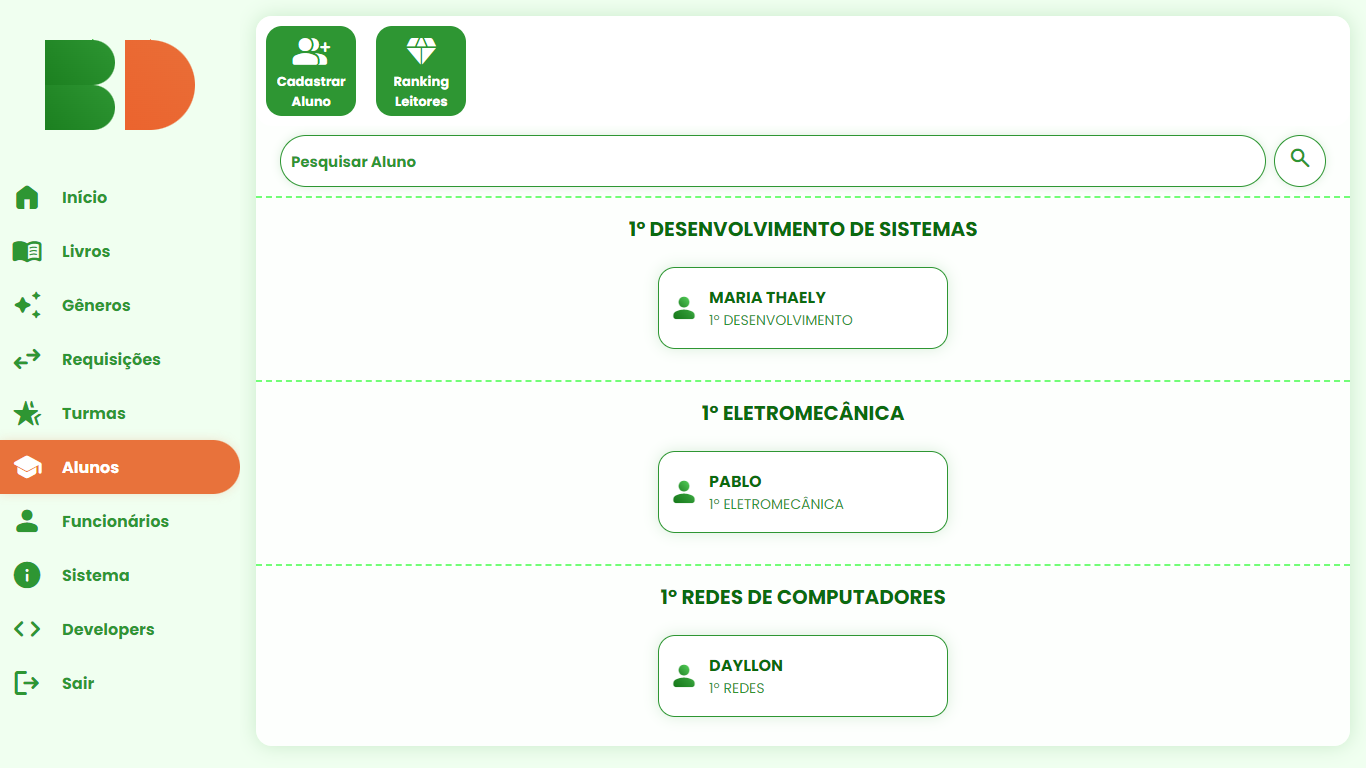 BD
Início
Livros
Gêneros
Requisições
Turmas
Alunos
Funcionários
Sistema
Developers
Sair
Cadastrar
Aluno
Ranking
Leitores
Pesquisar Aluno
1º DESENVOLVIMENTO DE SISTEMAS
MARIA THAELY
1º DESENVOLVIMENTO
1º ELETROMECÂNICA
PABLO
1º ELETROMECÂNICA
1º REDES DE COMPUTADORES
DAYLLON
1º REDES